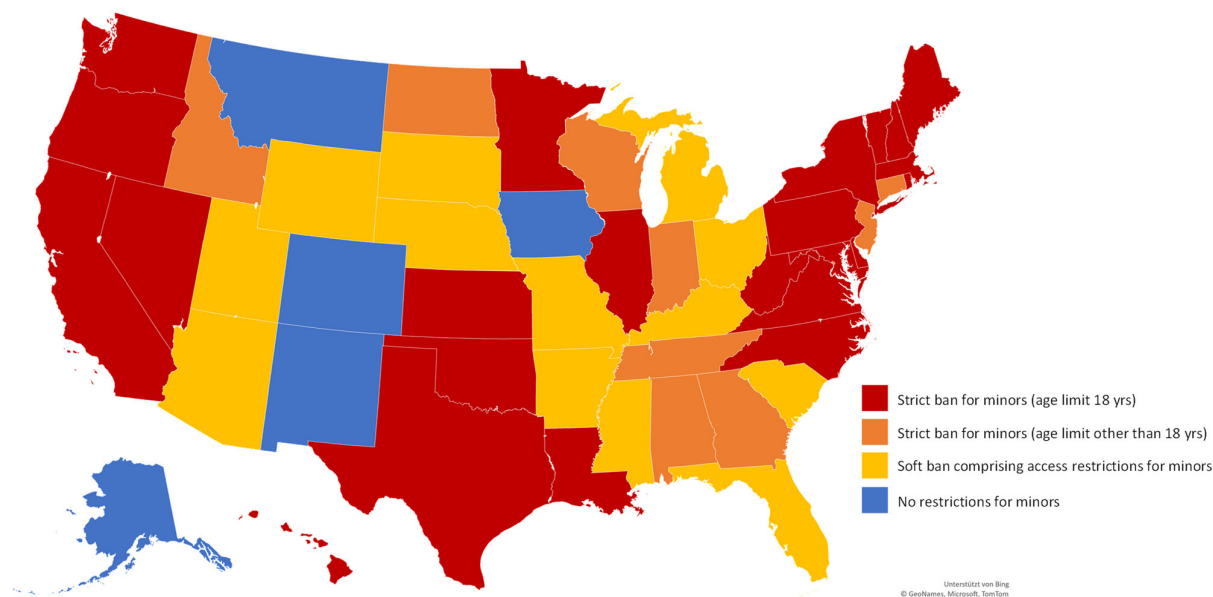 Strict ban for minors (age limit 18 yrs)
Strict ban for minors (age limit other than 18 yrs)
Soft ban comprising access restrictions for minors
No restrictions for minors
Unterstützt von Bing
© GeoNames, Microsoft, TomTom